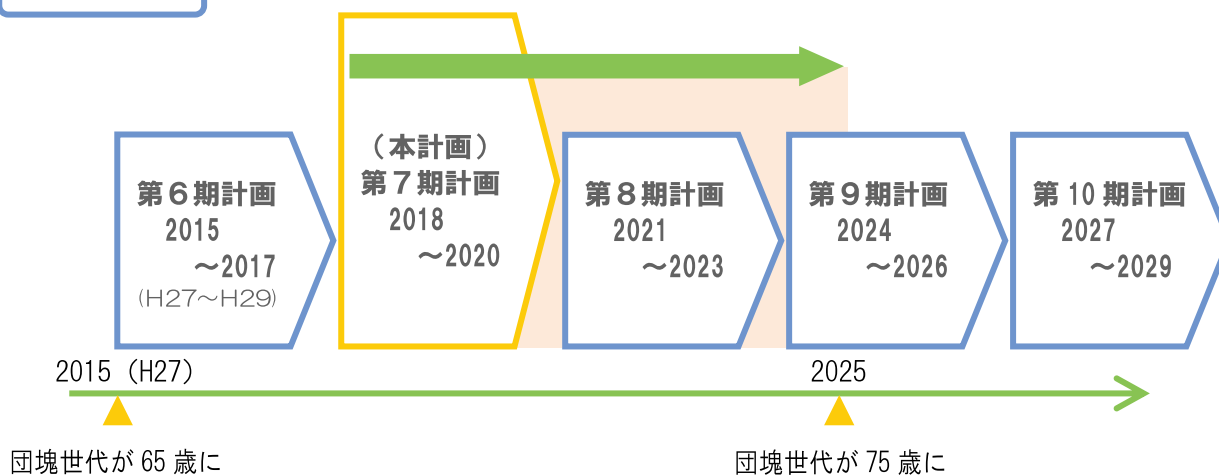 第６期計画
2015
～2017
(H27～H29)
（本計画）
第７期計画
2018
～2020
第８期計画
2021
～2023
第９期計画
2024
～2026
第 10 期計画
2027
～2029
2015（H27）
2025
団塊世代が 65 歳に
団塊世代が 75 歳に